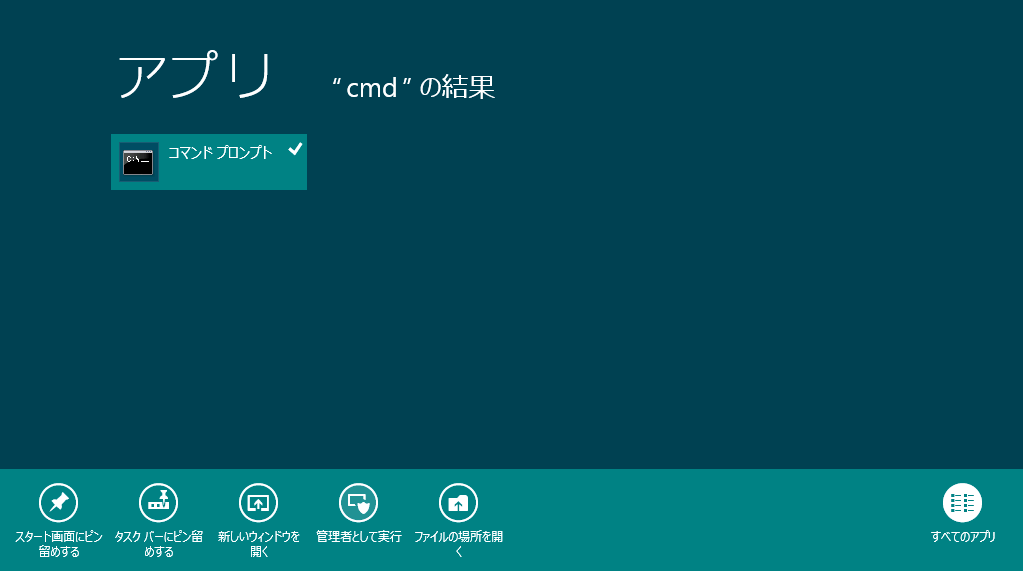 アプリ
“cmd” の結果
コマンド プロンプト
C:\_
スタート画面にピン
留めする
タスク バーにピン留
めする
新しいウィンドウを
開く
管理者として実行
ファイルの場所を開
く
すべてのアプリ